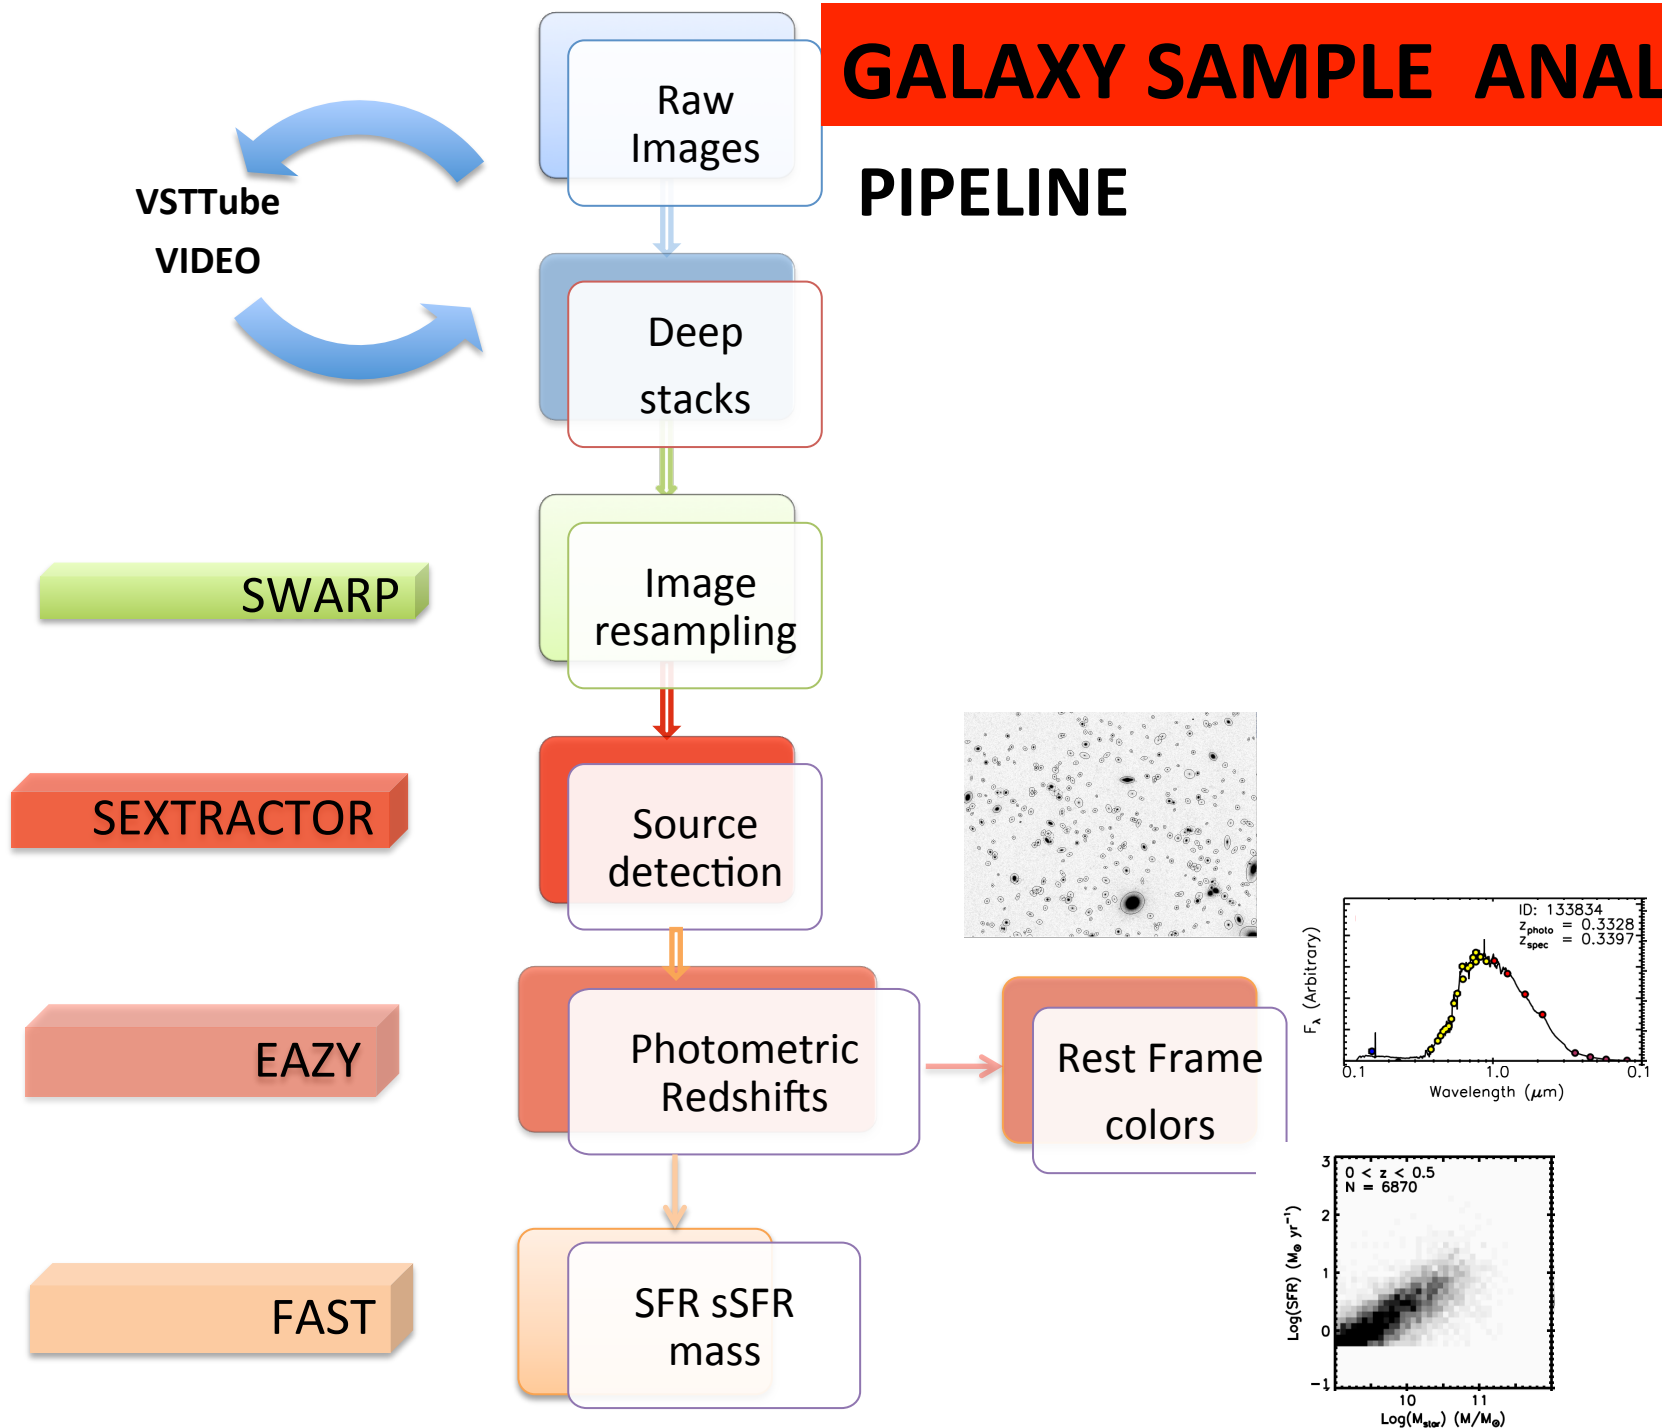 GALAXY SAMPLE ANAL
PIPELINE
Raw
Images
VSTTube
VIDEO
Deep
stacks
SWARP
Image
resampling
SEXTRACTOR
Source
detection
EAZY
Photometric
Redshifts
Rest Frame
colors
ID: 133834
z_photo = 0.3328
z_spec = 0.3397
F_λ (Arbitrary)
0.1 1.0 0.1
Wavelength (μm)
FAST
SFR sSFR
mass
0 < z < 0.5
N = 6870
3
2
1
0
-1
Log(SFR) (M⊙ yr⁻¹)
10 11
Log(M_star) (M/M⊙)